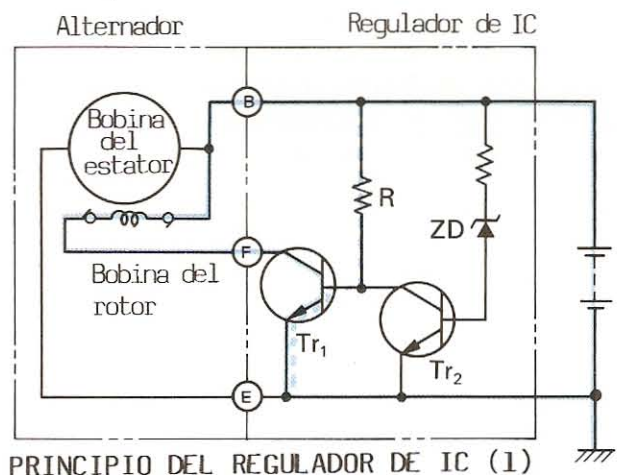 Alternador
Regulador de IC
B
Bobina
del
estator
R
ZD
F
Bobina del
rotor
Tr₁
Tr₂
E
PRINCIPIO DEL REGULADOR DE IC (1)